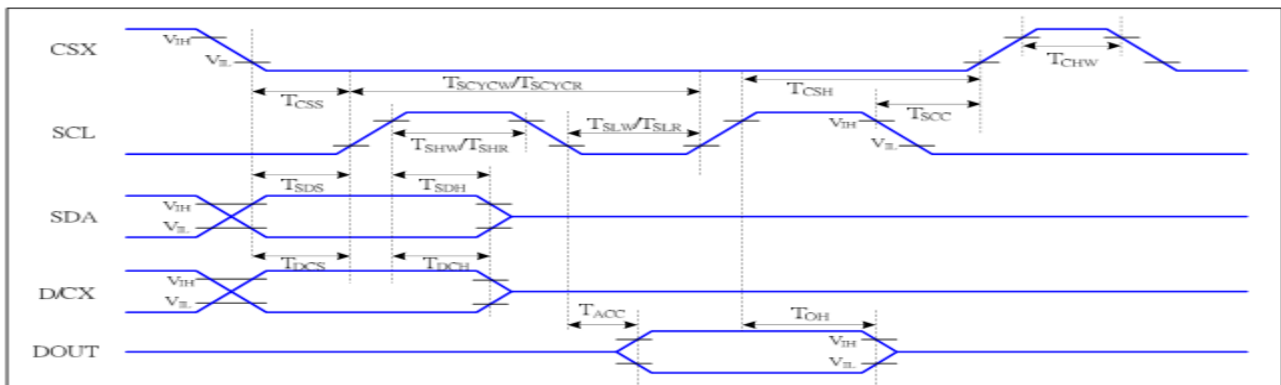 CSX
VIH
VIL
TCHW
TCSS
TSCYCW/TSCYCR
TCSH
TSCC
SCL
TSHW/TSHR
TSLW/TSLR
VIH
VIL
TSDS
TSDH
SDA
VIH
VIL
TDCS
TDCH
D/CX
VIH
VIL
TACC
TOH
DOUT
VIH
VIL